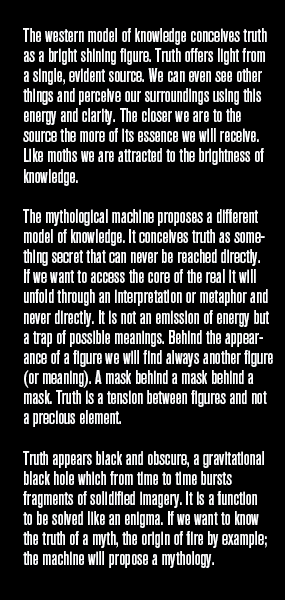 The western model of knowledge conceives truth
as a bright shining figure. Truth offers light from
a single, evident source. We can even see other
things and perceive our surroundings using this
energy and clarity. The closer we are to the
source the more of its essence we will receive.
Like moths we are attracted to the brightness of
knowledge.
The mythological machine proposes a different
model of knowledge. It conceives truth as some-
thing secret that can never be reached directly.
If we want to access the core of the real it will
unfold through an interpretation or metaphor and
never directly. It is not an emission of energy but
a trap of possible meanings. Behind the appear-
ance of a figure we will find always another figure
(or meaning). A mask behind a mask behind a
mask. Truth is a tension between figures and not
a precious element.
Truth appears black and obscure, a gravitational
black hole which from time to time bursts
fragments of solidified imagery. It is a function
to be solved like an enigma. If we want to know
the truth of a myth, the origin of fire by example;
the machine will propose a mythology.